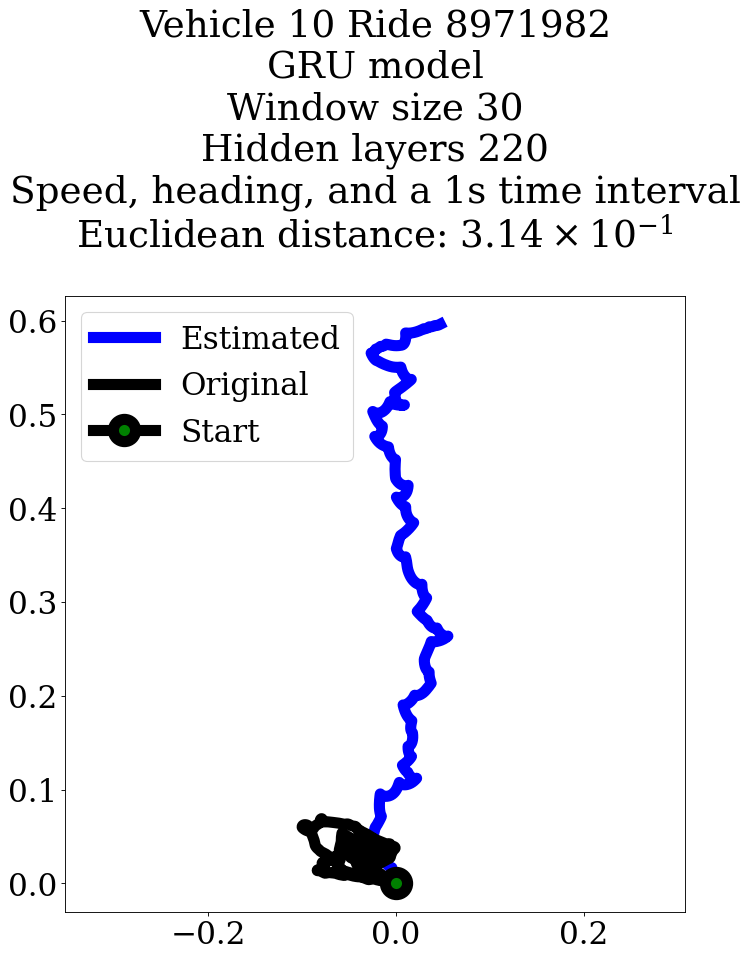 Vehicle 10 Ride 8971982
GRU model
Window size 30
Hidden layers 220
Speed, heading, and a 1s time interval
Euclidean distance: 3.14 × 10⁻¹
Estimated
Original
Start
0.6
0.5
0.4
0.3
0.2
0.1
0.0
−0.2 0.0 0.2